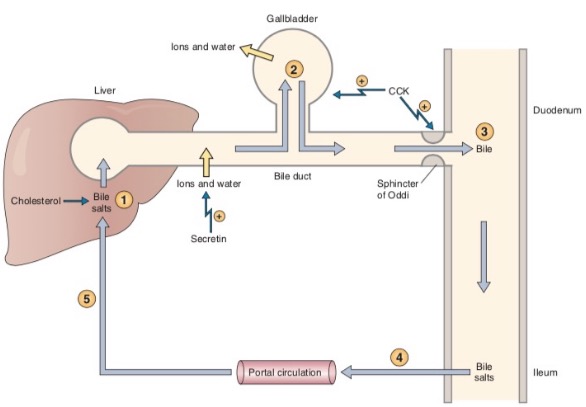 Gallbladder
Ions and water
2
+
CCK
+
Liver
Duodenum
3
Bile
Cholesterol
Bile
salts
1
Ions and water
Bile duct
Sphincter
of Oddi
+
Secretin
5
4
Portal circulation
Bile
salts
Ileum